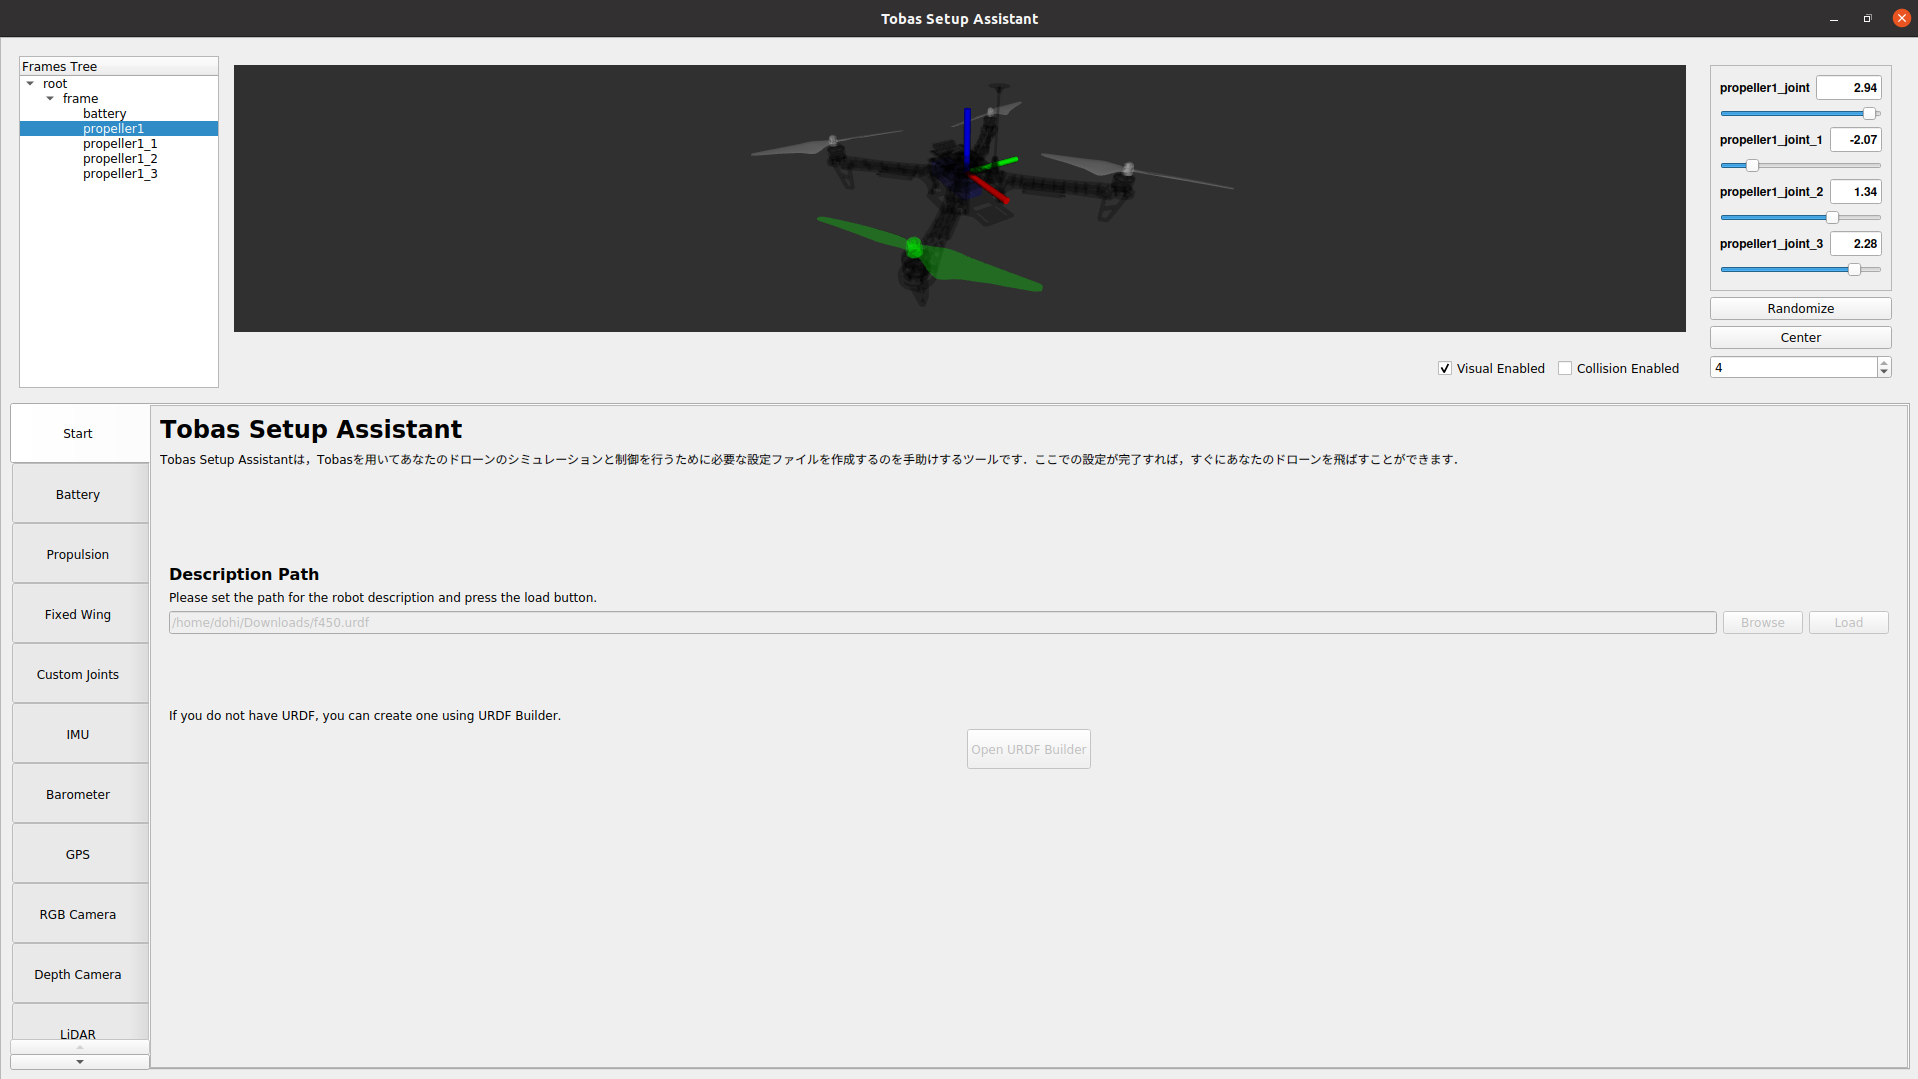 Tobas Setup Assistant
Frames Tree
root
frame
battery
propeller1
propeller1_1
propeller1_2
propeller1_3
propeller1_joint 2.94
propeller1_joint_1 -2.07
propeller1_joint_2 1.34
propeller1_joint_3 2.28
Randomize
Center
4
Visual Enabled Collision Enabled
Start
Battery
Propulsion
Fixed Wing
Custom Joints
IMU
Barometer
GPS
RGB Camera
Depth Camera
LiDAR
Tobas Setup Assistant
Tobas Setup Assistantは，Tobasを用いてあなたのドローンのシミュレーションと制御を行うために必要な設定ファイルを作成するのを手助けするツールです．ここでの設定が完了すれば，すぐにあなたのドローンを飛ばすことができます．
Description Path
Please set the path for the robot description and press the load button.
/home/dohi/Downloads/f450.urdf Browse Load
If you do not have URDF, you can create one using URDF Builder.
Open URDF Builder